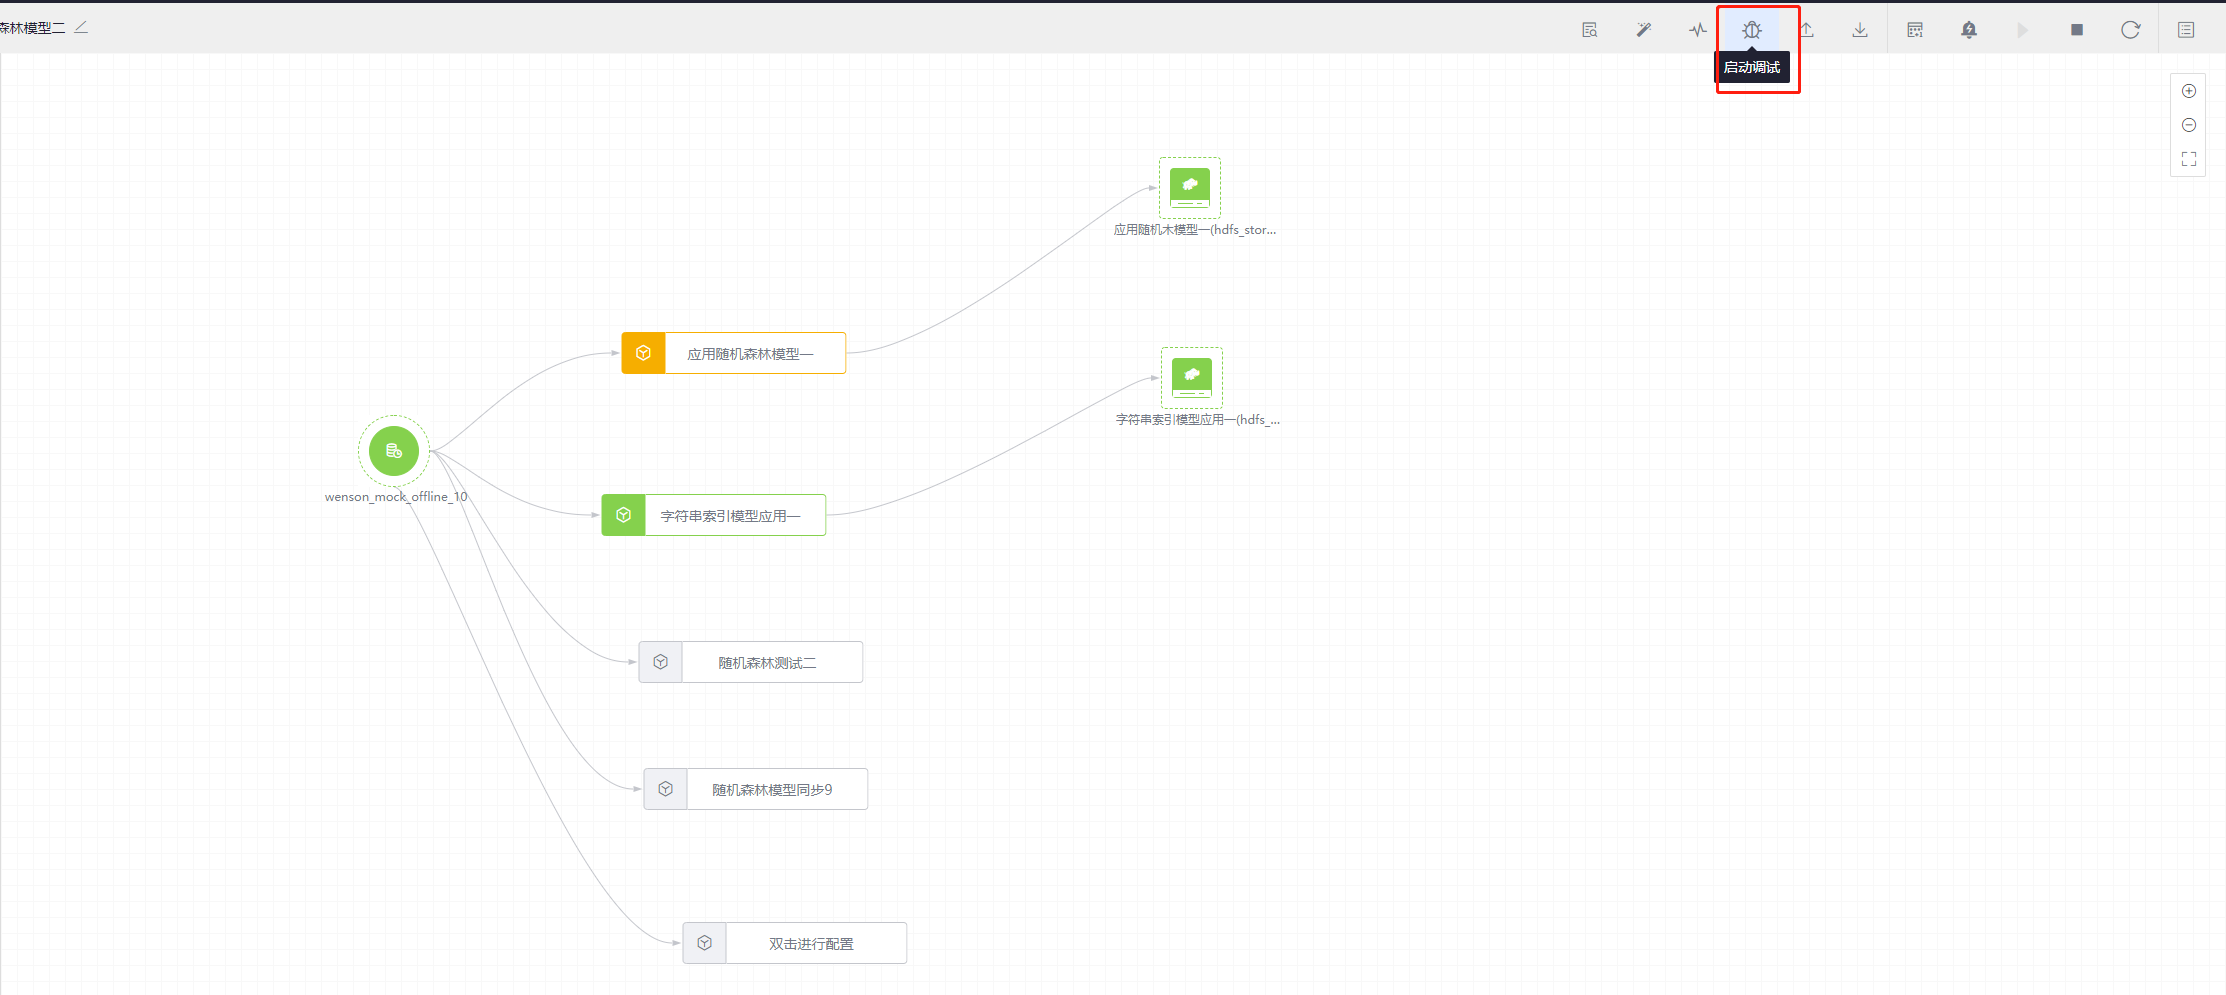 森林模型二
启动调试
应用随机木模型一(hdfs_stor...
应用随机森林模型一
字符串索引模型应用一(hdfs_...
wenson_mock_offline_10
字符串索引模型应用一
随机森林测试二
随机森林模型同步9
双击进行配置